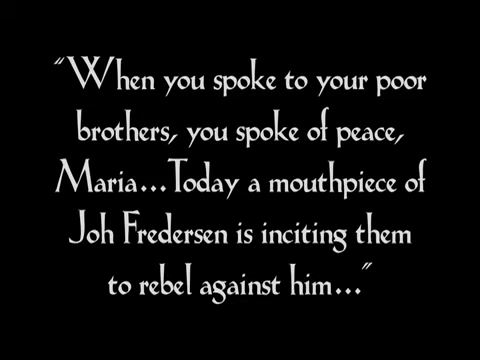 “When you spoke to your poor
brothers, you spoke of peace,
Maria...Today a mouthpiece of
Joh Fredersen is inciting them
to rebel against him...”